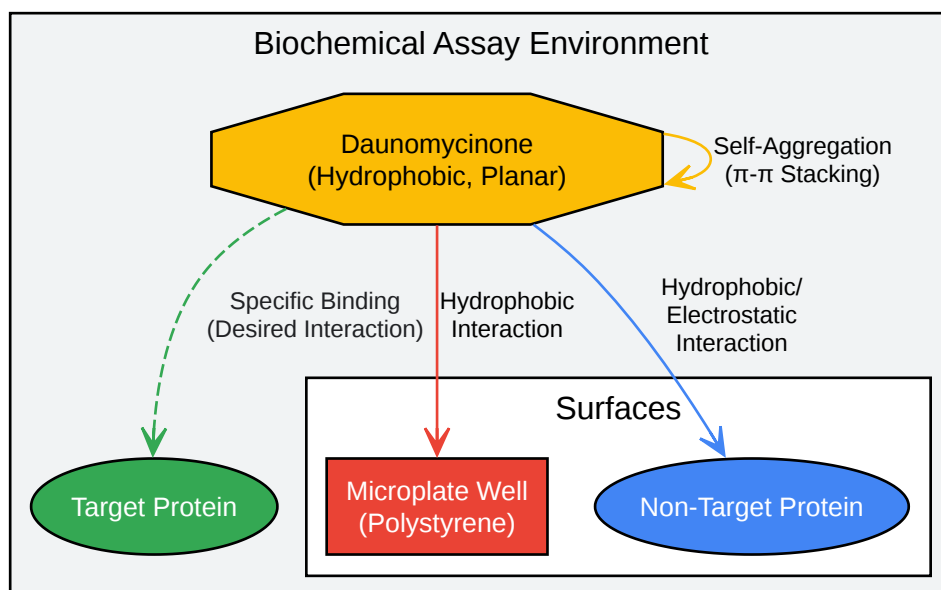 Biochemical Assay Environment
Daunomycinone
(Hydrophobic, Planar)
Self-Aggregation
(π-π Stacking)
Specific Binding
(Desired Interaction)
Hydrophobic
Interaction
Hydrophobic/
Electrostatic
Interaction
Surfaces
Target Protein
Microplate Well
(Polystyrene)
Non-Target Protein